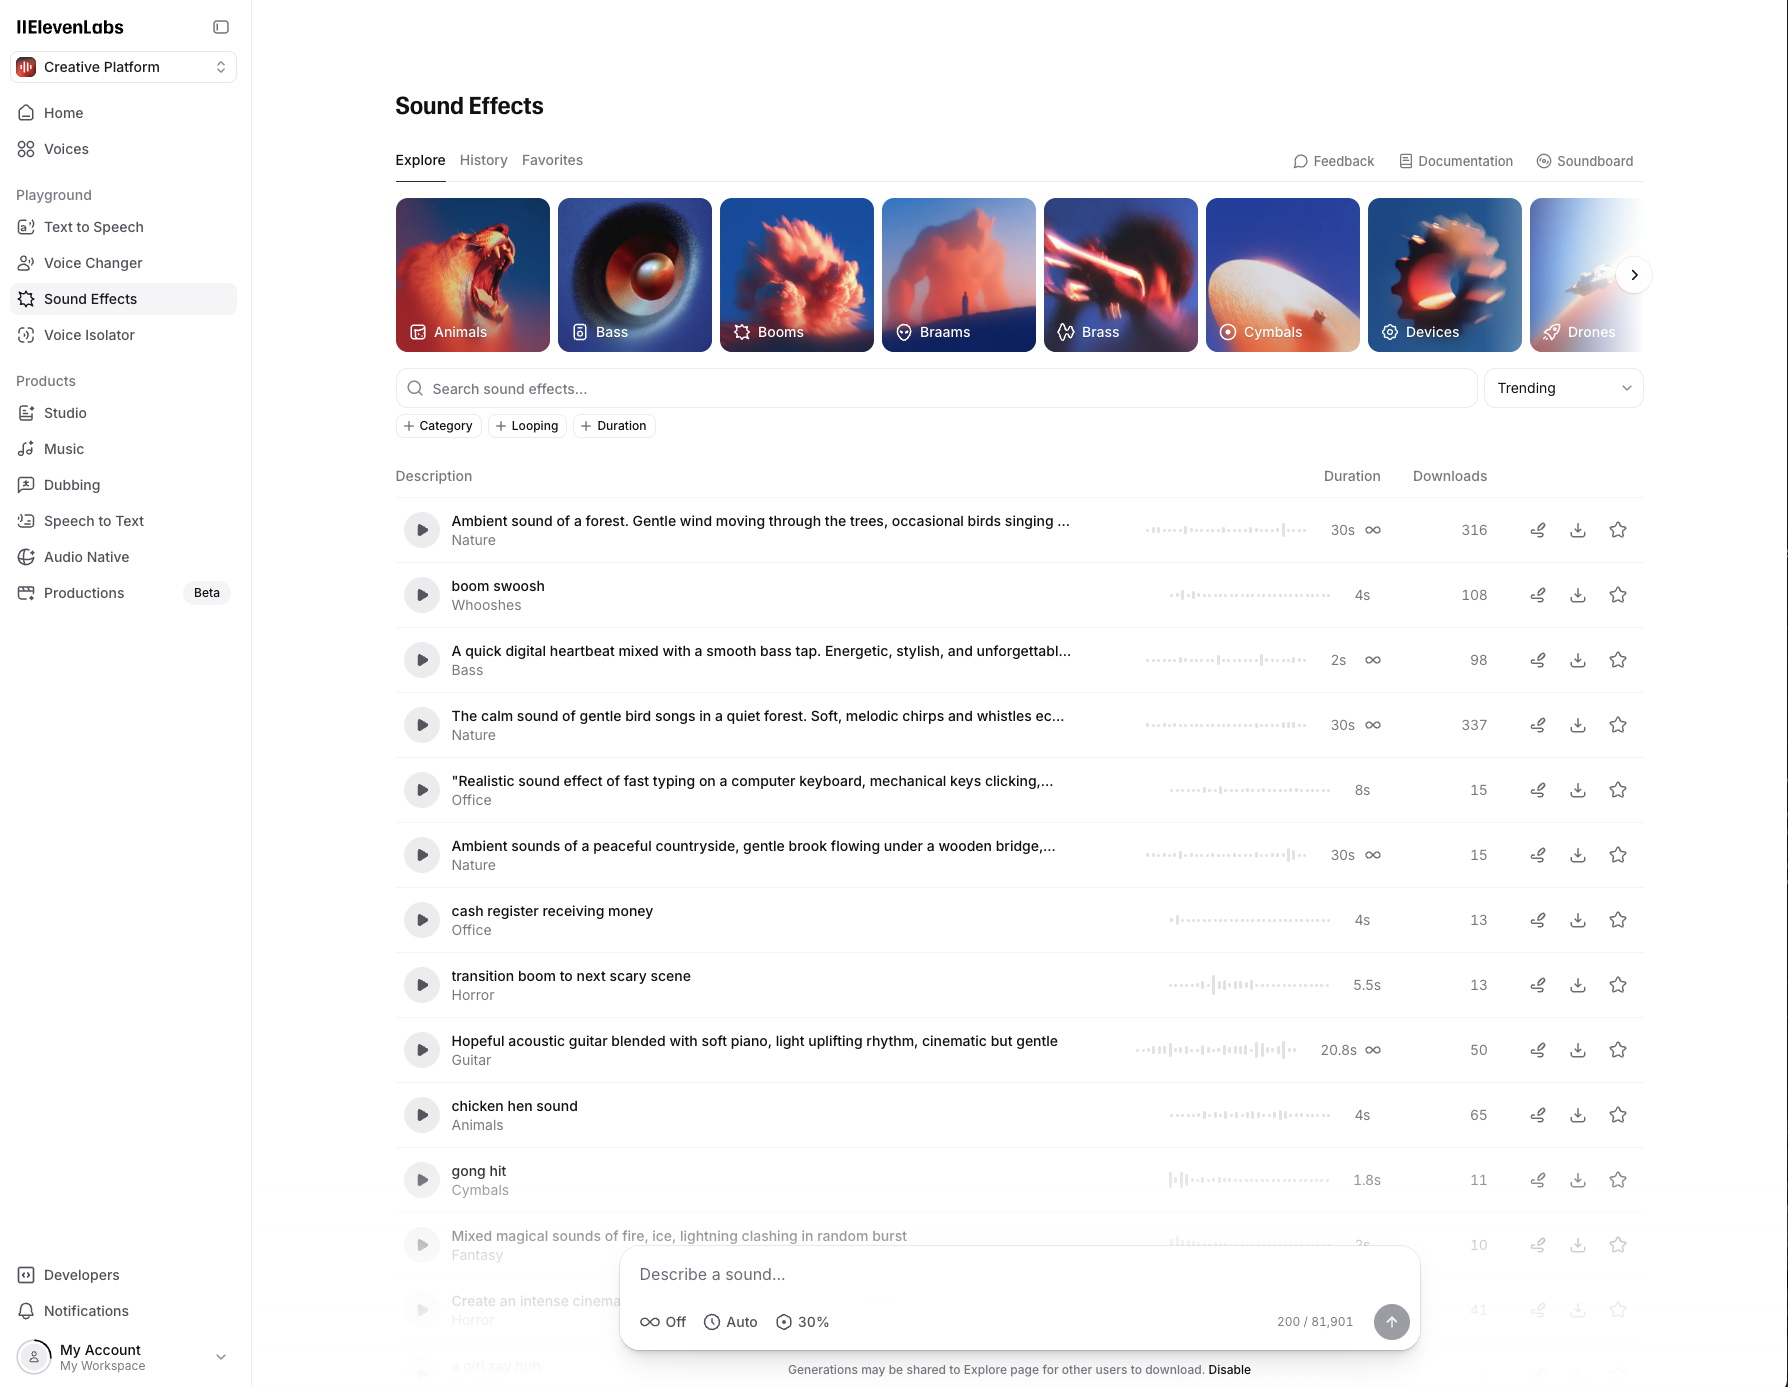 IIElevenLabs
Creative Platform
Home
Voices
Playground
Text to Speech
Voice Changer
Sound Effects
Voice Isolator
Products
Studio
Music
Dubbing
Speech to Text
Audio Native
Productions Beta
Developers
Notifications
My Account
My Workspace
Sound Effects
Explore History Favorites Feedback Documentation Soundboard
Animals Bass Booms Braams Brass Cymbals Devices Drones
Search sound effects... Trending
+ Category + Looping + Duration
Description Duration Downloads
Ambient sound of a forest. Gentle wind moving through the trees, occasional birds singing ...
Nature
30s 316
boom swoosh
Whooshes
4s 108
A quick digital heartbeat mixed with a smooth bass tap. Energetic, stylish, and unforgettabl...
Bass
2s 98
The calm sound of gentle bird songs in a quiet forest. Soft, melodic chirps and whistles ec...
Nature
30s 337
"Realistic sound effect of fast typing on a computer keyboard, mechanical keys clicking,...
Office
8s 15
Ambient sounds of a peaceful countryside, gentle brook flowing under a wooden bridge,...
Nature
30s 15
cash register receiving money
Office
4s 13
transition boom to next scary scene
Horror
5.5s 13
Hopeful acoustic guitar blended with soft piano, light uplifting rhythm, cinematic but gentle
Guitar
20.8s 50
chicken hen sound
Animals
4s 65
gong hit
Cymbals
1.8s 11
Mixed magical sounds of fire, ice, lightning clashing in random burst
Fantasy
2s 10
Create an intense cinema
Horror
41
a girl say huh
Describe a sound...
Off Auto 30% 200 / 81,901
Generations may be shared to Explore page for other users to download. Disable